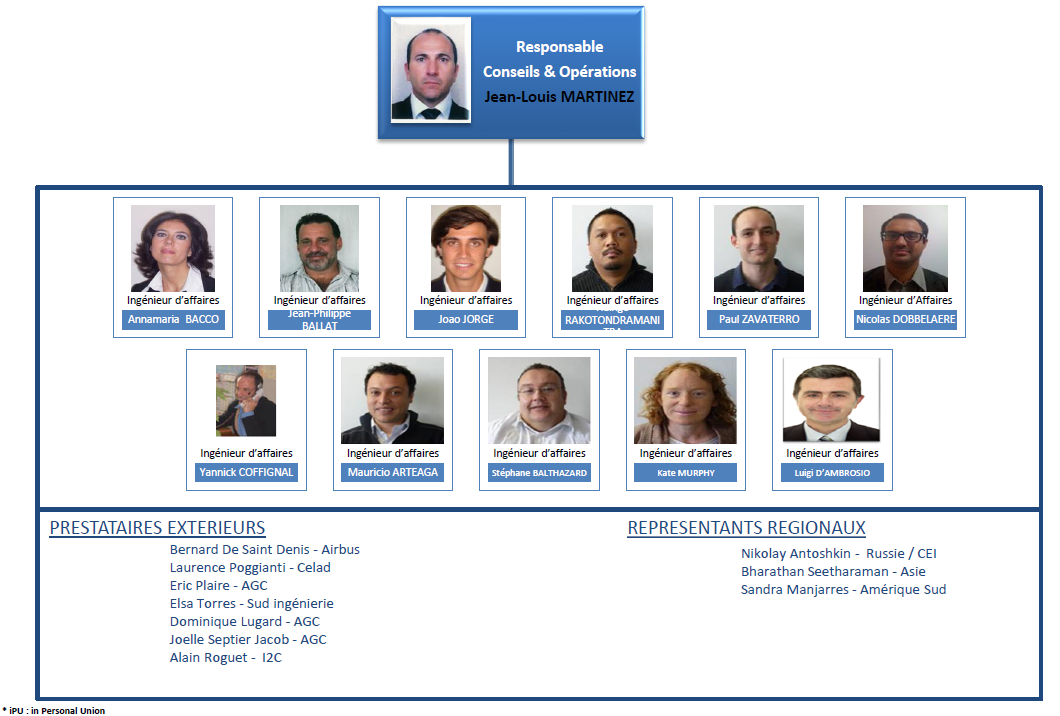 Responsable
Conseils & Opérations
Jean-Louis MARTINEZ
Ingénieur d’affaires
Annamaria BACCO
Ingénieur d’affaires
Jean-Philippe
BALLAT
Ingénieur d’affaires
Joao JORGE
Ingénieur d’affaires
RAKOTONDRAMANI
TRA
Ingénieur d’affaires
Paul ZAVATERRO
Ingénieur d’Affaires
Nicolas DOBBELAERE
Ingénieur d’affaires
Yannick COFFIGNAL
Ingénieur d’affaires
Mauricio ARTEAGA
Ingénieur d’affaires
Stéphane BALTHAZARD
Ingénieur d’affaires
Kate MURPHY
Ingénieur d’affaires
Luigi D’AMBROSIO
PRESTATAIRES EXTERIEURS
Bernard De Saint Denis - Airbus
Laurence Poggianti - Celad
Eric Plaire - AGC
Elsa Torres - Sud ingénierie
Dominique Lugard - AGC
Joelle Septier Jacob - AGC
Alain Roguet - I2C
REPRESENTANTS REGIONAUX
Nikolay Antoshkin - Russie / CEI
Bharathan Seetharaman - Asie
Sandra Manjarres - Amérique Sud
* iPU : in Personal Union